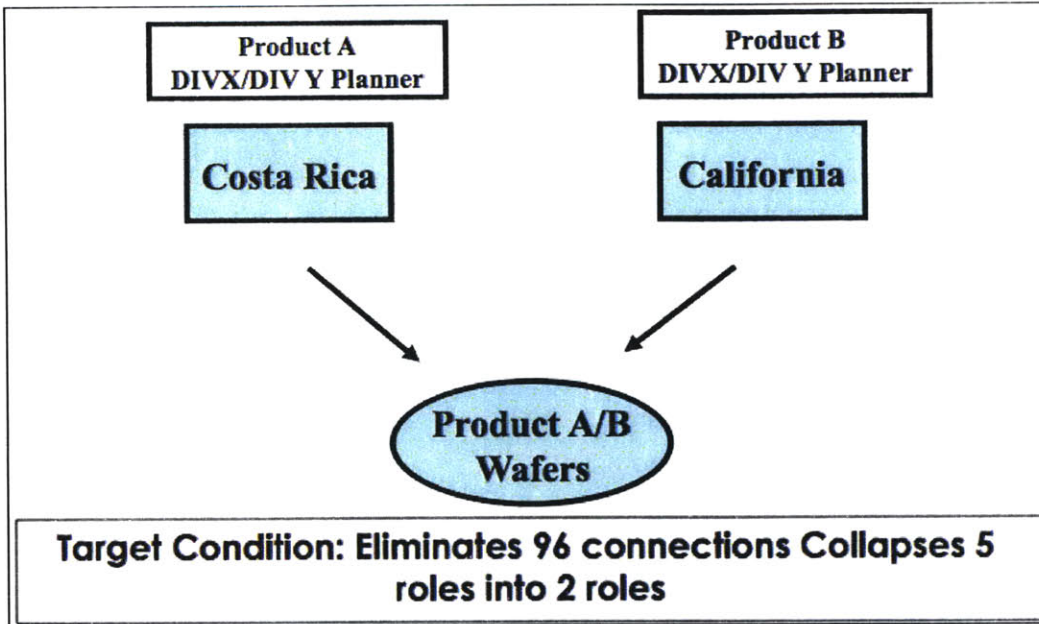 Product A
DIVX/DIV Y Planner
Product B
DIVX/DIV Y Planner
Costa Rica
California
Product A/B
Wafers
Target Condition: Eliminates 96 connections Collapses 5
roles into 2 roles